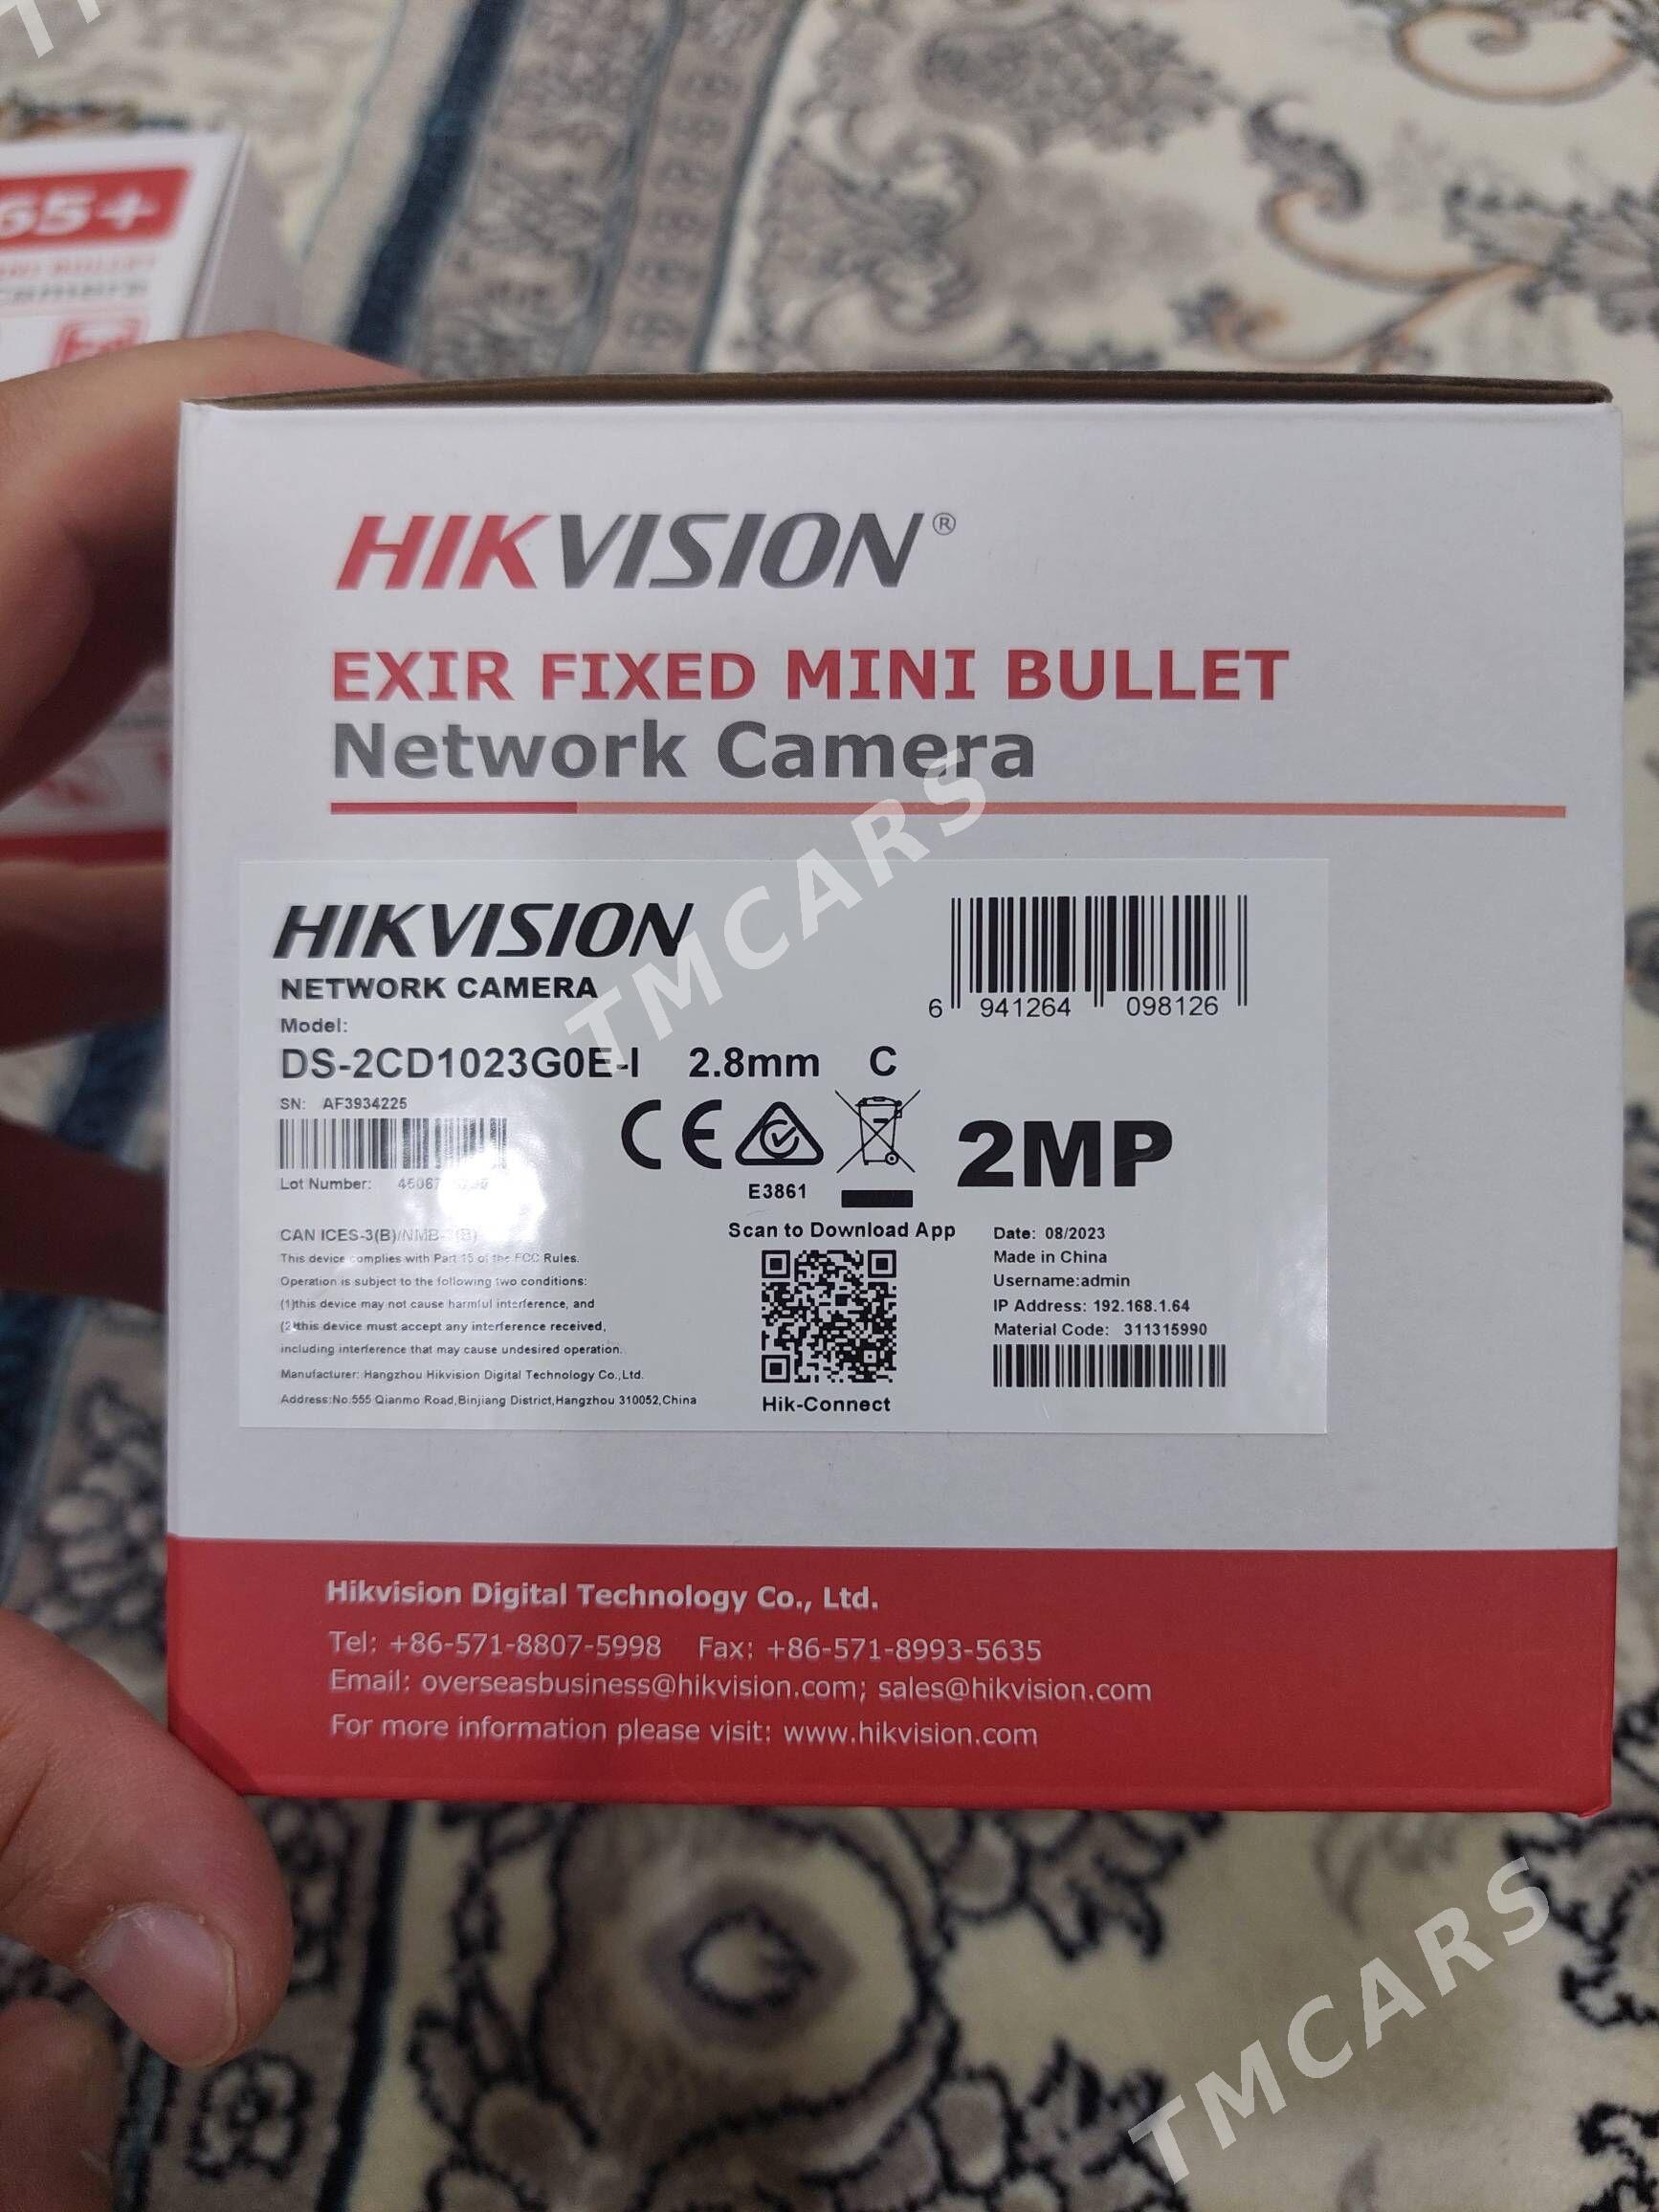 65+
HIKVISION®
EXIR FIXED MINI BULLET
Network Camera
HIKVISION
NETWORK CAMERA
Model:
DS-2CD1023G0E-I 2.8mm C
6 941264 098126
SN: AF3934225
Lot Number:
CE
E3861
2MP
CAN ICES-3(B)/NMB-3(B)
This device complies with Part 15 of the FCC Rules.
Operation is subject to the following two conditions:
(1)this device may not cause harmful interference, and
(2)this device must accept any interference received,
including interference that may cause undesired operation.
Manufacturer: Hangzhou Hikvision Digital Technology Co.,Ltd.
Address:No.555 Qianmo Road,Binjiang District,Hangzhou 310052,China
Scan to Download App
Hik-Connect
Date: 08/2023
Made in China
Username:admin
IP Address: 192.168.1.64
Material Code: 311315990
Hikvision Digital Technology Co., Ltd.
Tel: +86-571-8807-5998 Fax: +86-571-8993-5635
Email: overseasbusiness@hikvision.com; sales@hikvision.com
For more information please visit: www.hikvision.com
TMCARS
TMCARS